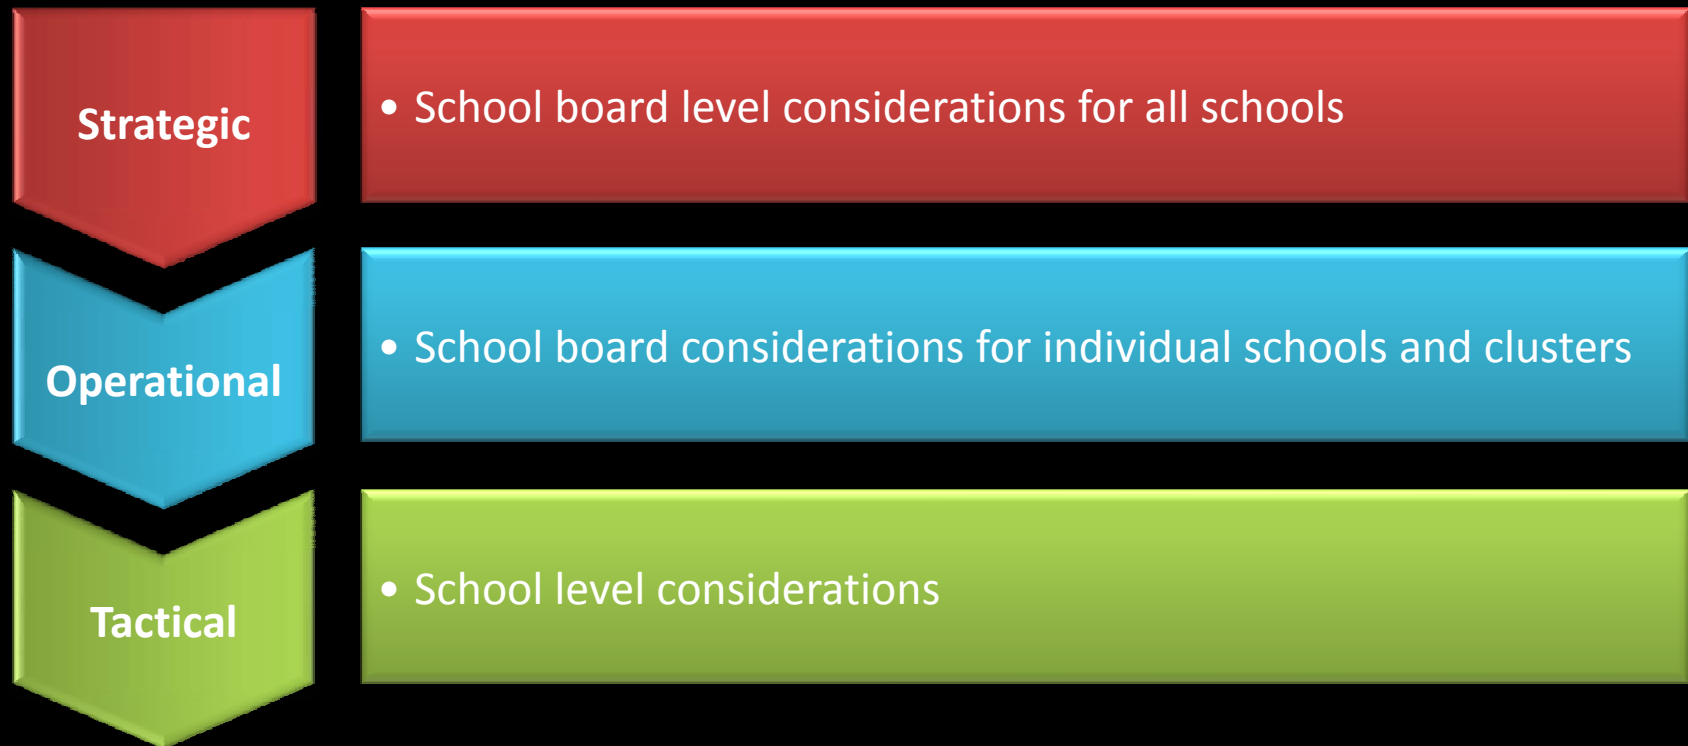 Strategic
• School board level considerations for all schools
Operational
• School board considerations for individual schools and clusters
Tactical
• School level considerations